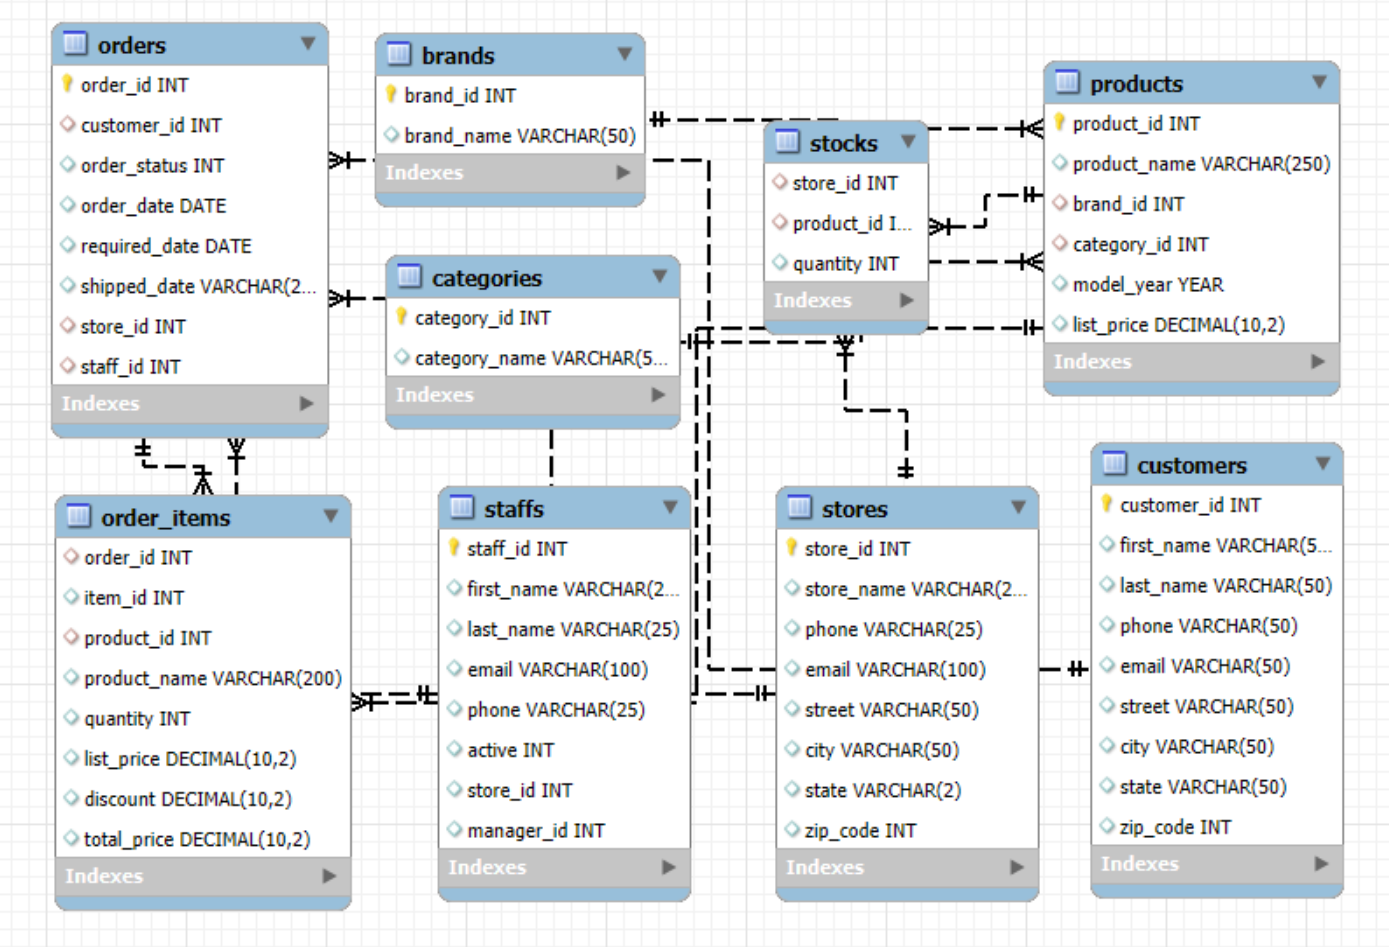 orders
order_id INT
customer_id INT
order_status INT
order_date DATE
required_date DATE
shipped_date VARCHAR(2...
store_id INT
staff_id INT
Indexes
brands
brand_id INT
brand_name VARCHAR(50)
Indexes
stocks
store_id INT
product_id I...
quantity INT
Indexes
products
product_id INT
product_name VARCHAR(250)
brand_id INT
category_id INT
model_year YEAR
list_price DECIMAL(10,2)
Indexes
categories
category_id INT
category_name VARCHAR(5...
Indexes
order_items
order_id INT
item_id INT
product_id INT
product_name VARCHAR(200)
quantity INT
list_price DECIMAL(10,2)
discount DECIMAL(10,2)
total_price DECIMAL(10,2)
Indexes
staffs
staff_id INT
first_name VARCHAR(2...
last_name VARCHAR(25)
email VARCHAR(100)
phone VARCHAR(25)
active INT
store_id INT
manager_id INT
Indexes
stores
store_id INT
store_name VARCHAR(2...
phone VARCHAR(25)
email VARCHAR(100)
street VARCHAR(50)
city VARCHAR(50)
state VARCHAR(2)
zip_code INT
Indexes
customers
customer_id INT
first_name VARCHAR(5...
last_name VARCHAR(50)
phone VARCHAR(50)
email VARCHAR(50)
street VARCHAR(50)
city VARCHAR(50)
state VARCHAR(50)
zip_code INT
Indexes